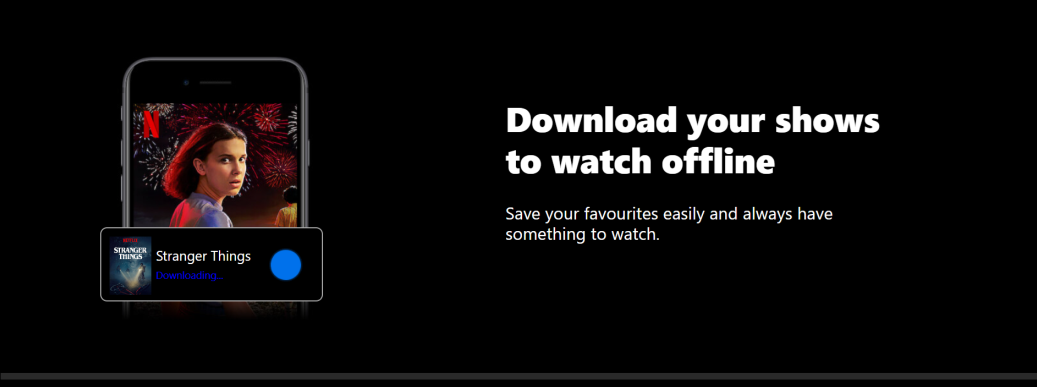 Download your shows
to watch offline
Save your favourites easily and always have
something to watch.
N
NETFLIX
STRANGER
THINGS
Stranger Things
Downloading...